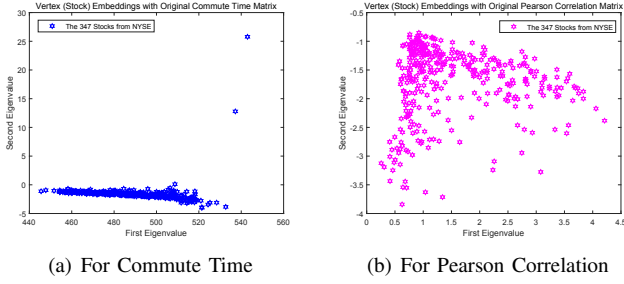 Vertex (Stock) Embeddings with Original Commute Time Matrix
The 347 Stocks from NYSE
Second Eigenvalue
30
25
20
15
10
5
0
-5
440 460 480 500 520 540 560
First Eigenvalue
(a) For Commute Time
Vertex (Stock) Embeddings with Original Pearson Correlation Matrix
The 347 Stocks from NYSE
Second Eigenvalue
-0.5
-1
-1.5
-2
-2.5
-3
-3.5
-4
0 0.5 1 1.5 2 2.5 3 3.5 4 4.5
First Eigenvalue
(b) For Pearson Correlation